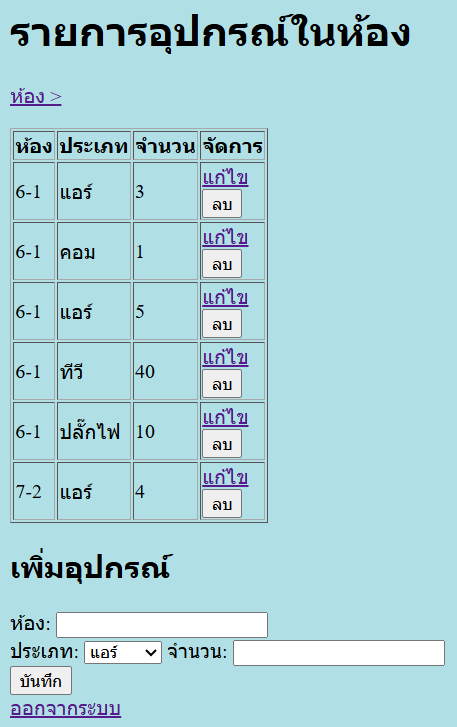 รายการอุปกรณ์ในห้อง
ห้อง >
ห้อง ประเภท จำนวน จัดการ
6-1 แอร์ 3 แก้ไข
ลบ
6-1 คอม 1 แก้ไข
ลบ
6-1 แอร์ 5 แก้ไข
ลบ
6-1 ทีวี 40 แก้ไข
ลบ
6-1 ปลั๊กไฟ 10 แก้ไข
ลบ
7-2 แอร์ 4 แก้ไข
ลบ
เพิ่มอุปกรณ์
ห้อง:
ประเภท: แอร์ จำนวน:
บันทึก
ออกจากระบบ